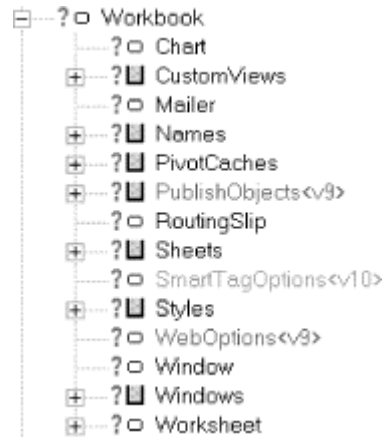 ? Workbook
? Chart
? CustomViews
? Mailer
? Names
? PivotCaches
? PublishObjects<v9>
? RoutingSlip
? Sheets
? SmartTagOptions<v10>
? Styles
? WebOptions<v9>
? Window
? Windows
? Worksheet